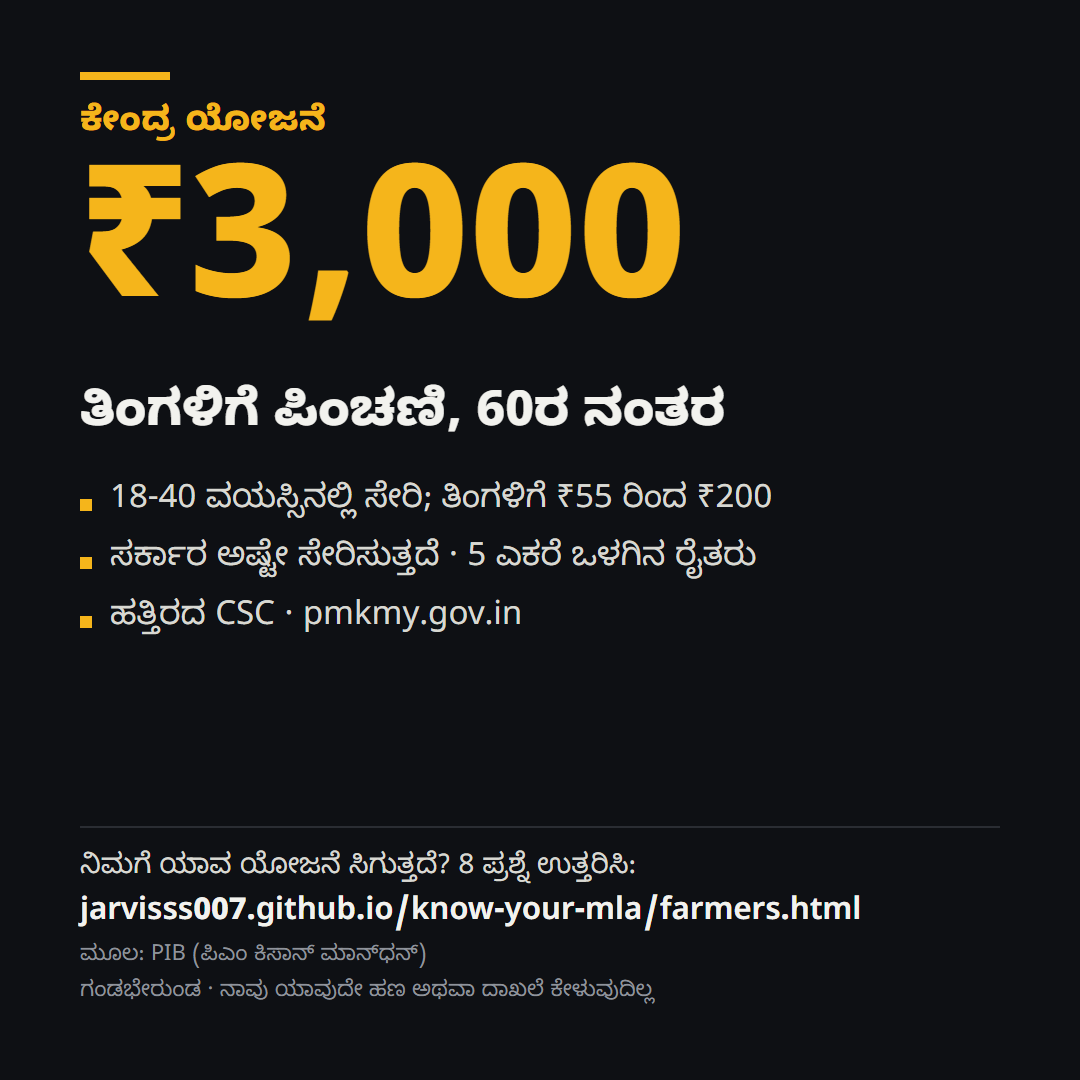 ಕೇಂದ್ರ ಯೋಜನೆ
₹3,000
ತಿಂಗಳಿಗೆ ಪಿಂಚಣಿ, 60ರ ನಂತರ
18-40 ವಯಸ್ಸಿನಲ್ಲಿ ಸೇರಿ; ತಿಂಗಳಿಗೆ ₹55 ರಿಂದ ₹200
ಸರ್ಕಾರ ಅಷ್ಟೇ ಸೇರಿಸುತ್ತದೆ · 5 ಎಕರೆ ಒಳಗಿನ ರೈತರು
ಹತ್ತಿರದ CSC · pmkmy.gov.in
ನಿಮಗೆ ಯಾವ ಯೋಜನೆ ಸಿಗುತ್ತದೆ? 8 ಪ್ರಶ್ನೆ ಉತ್ತರಿಸಿ:
jarvisss007.github.io/know-your-mla/farmers.html
ಮೂಲ: PIB (ಪಿಎಂ ಕಿಸಾನ್ ಮಾನ್‌ಧನ್)
ಗಂಡಭೇರುಂಡ · ನಾವು ಯಾವುದೇ ಹಣ ಅಥವಾ ದಾಖಲೆ ಕೇಳುವುದಿಲ್ಲ